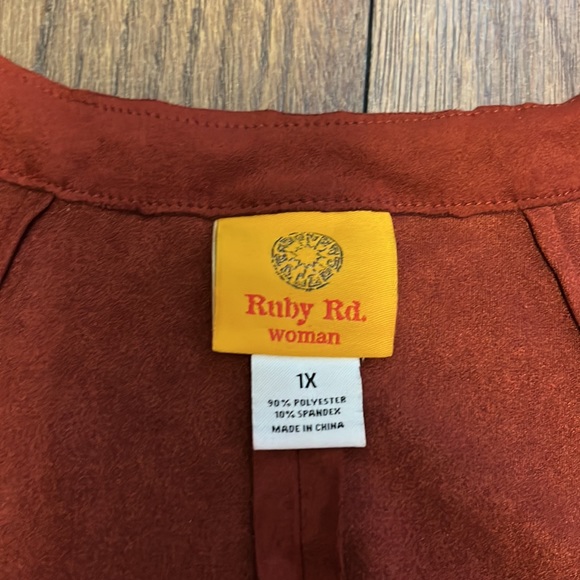 Ruby Rd.
woman
1X
90% POLYESTER
10% SPANDEX
MADE IN CHINA